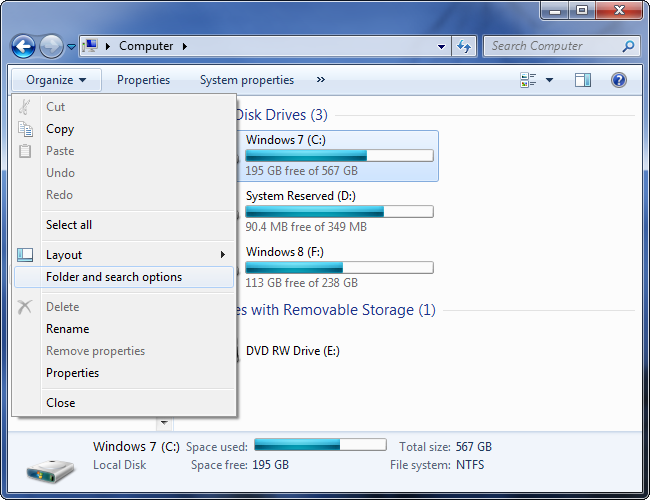 Computer
Search Computer
Organize Properties System properties »
Cut
Copy
Paste
Undo
Redo
Select all
Layout
Folder and search options
Delete
Rename
Remove properties
Properties
Close
Disk Drives (3)
Windows 7 (C:)
195 GB free of 567 GB
System Reserved (D:)
90.4 MB free of 349 MB
Windows 8 (F:)
113 GB free of 238 GB
es with Removable Storage (1)
DVD RW Drive (E:)
Windows 7 (C:) Space used: Total size: 567 GB
Local Disk Space free: 195 GB File system: NTFS